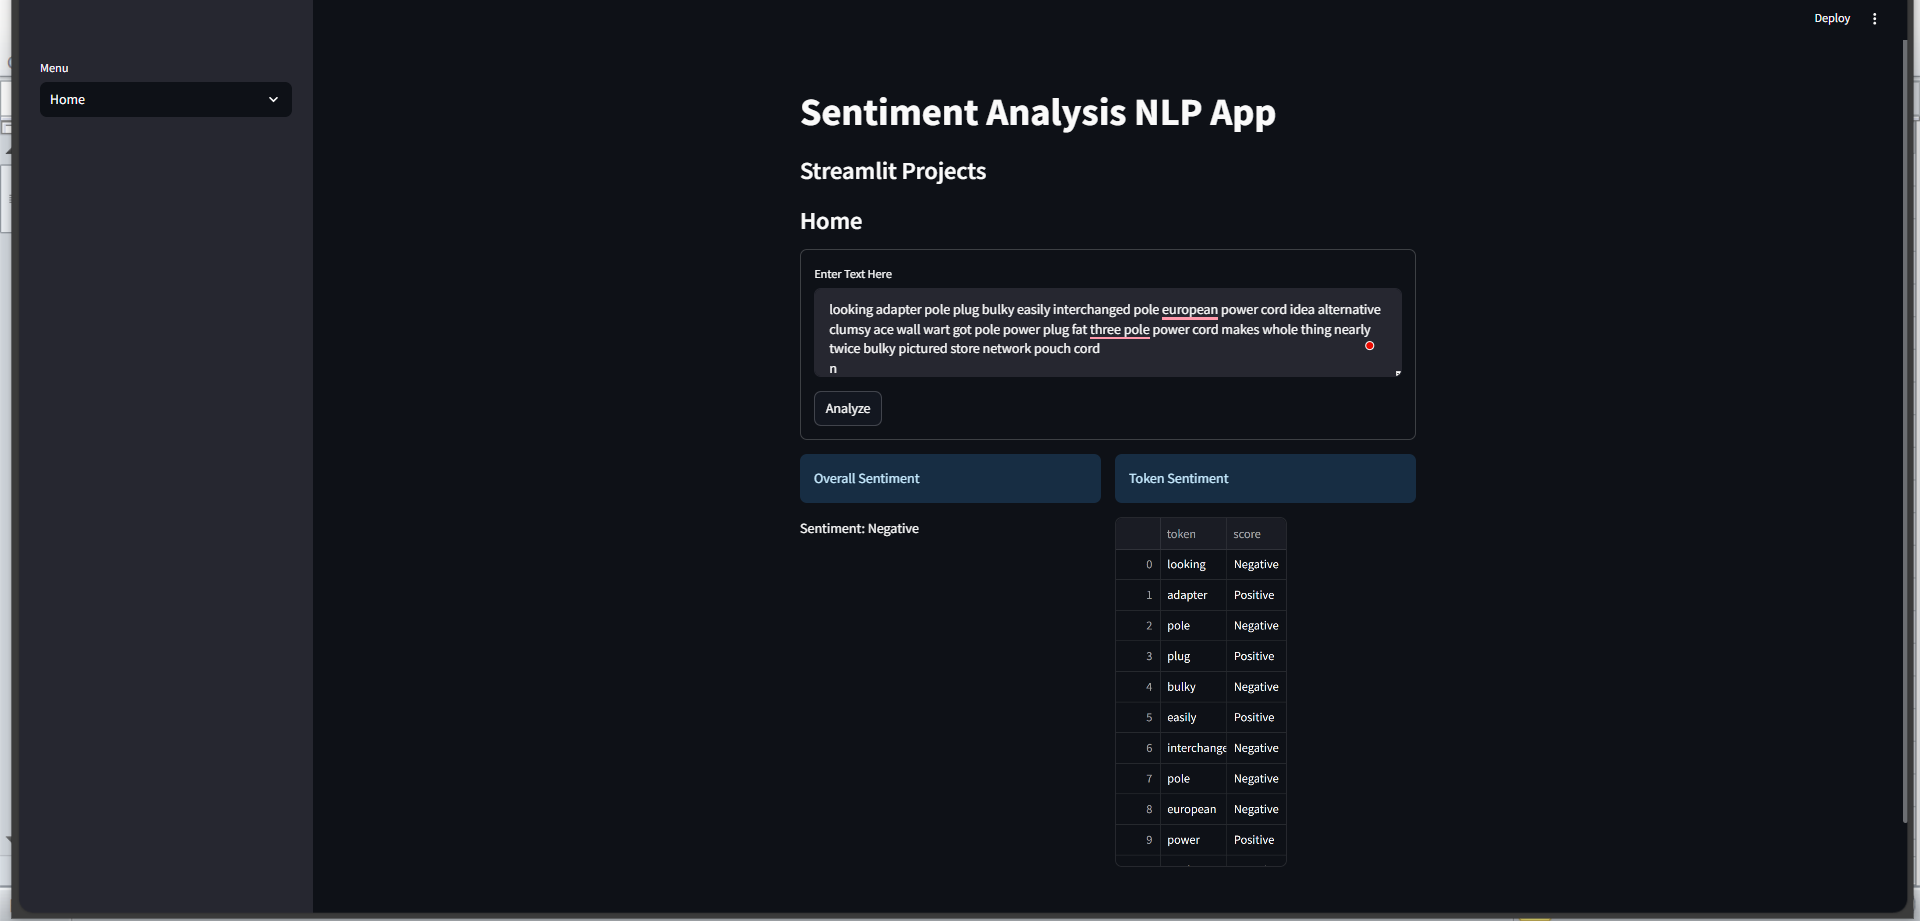 Deploy
Menu
Home
Sentiment Analysis NLP App
Streamlit Projects
Home
Enter Text Here
looking adapter pole plug bulky easily interchanged pole european power cord idea alternative
clumsy ace wall wart got pole power plug fat three pole power cord makes whole thing nearly
twice bulky pictured store network pouch cord
n
Analyze
Overall Sentiment
Token Sentiment
Sentiment: Negative
token score
0 looking Negative
1 adapter Positive
2 pole Negative
3 plug Positive
4 bulky Negative
5 easily Positive
6 interchange Negative
7 pole Negative
8 european Negative
9 power Positive